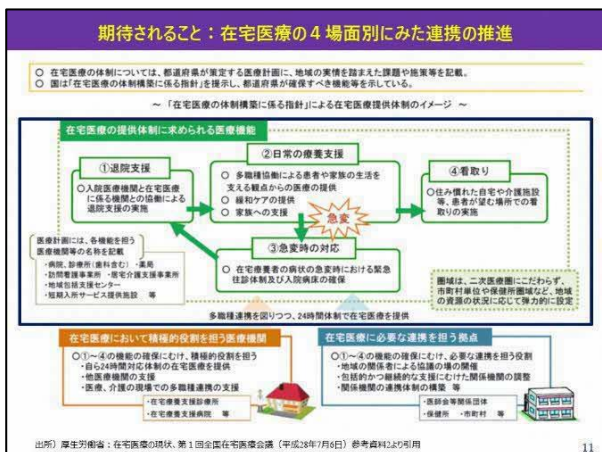 期待されること：在宅医療の４場面別にみた連携の推進
○ 在宅医療の体制については、都道府県が策定する医療計画に、地域の実情を踏まえた課題や施策等を記載。
○ 国は「在宅医療の体制構築に係る指針」を提示し、都道府県が確保すべき機能等を示している。
～「在宅医療の体制構築に係る指針」による在宅医療提供体制のイメージ～
在宅医療の提供体制に求められる医療機能
①退院支援
○入院医療機関と在宅医療
に係る機関との協働による
退院支援の実施
②日常の療養支援
○ 多職種協働による患者や家族の生活を
支える観点からの医療の提供
○ 緩和ケアの提供
○ 家族への支援
急変
④看取り
○住み慣れた自宅や介護施設
等、患者が望む場所での看
取りの実施
③急変時の対応
○ 在宅療養者の病状の急変時における緊急
往診体制及び入院病床の確保
医療計画には、各機能を担う
医療機関等の名称を記載
・病院、診療所（歯科含む） ・薬局
・訪問看護事業所 ・居宅介護支援事業所
・地域包括支援センター
・短期入所サービス提供施設 等
圏域は、二次医療圏にこだわらず、
市町村単位や保健所圏域など、地域
の資源の状況に応じて弾力的に設定
多職種連携を図りつつ、24時間体制で在宅医療を提供
在宅医療において積極的役割を担う医療機関
○①～④の機能の確保にむけ、積極的役割を担う
・自ら24時間対応体制の在宅医療を提供
・他医療機関の支援
・医療、介護の現場での多職種連携の支援
・在宅療養支援診療所
・在宅療養支援病院 等
在宅医療に必要な連携を担う拠点
○①～④の機能の確保にむけ、必要な連携を担う役割
・地域の関係者による協議の場の開催
・包括的かつ継続的な支援にむけた関係機関の調整
・関係機関の連携体制の構築 等
・医師会等関係団体
・保健所 ・市町村 等
出所）厚生労働省：在宅医療の現状、第１回全国在宅医療会議（平成28年7月6日）参考資料2より引用
11